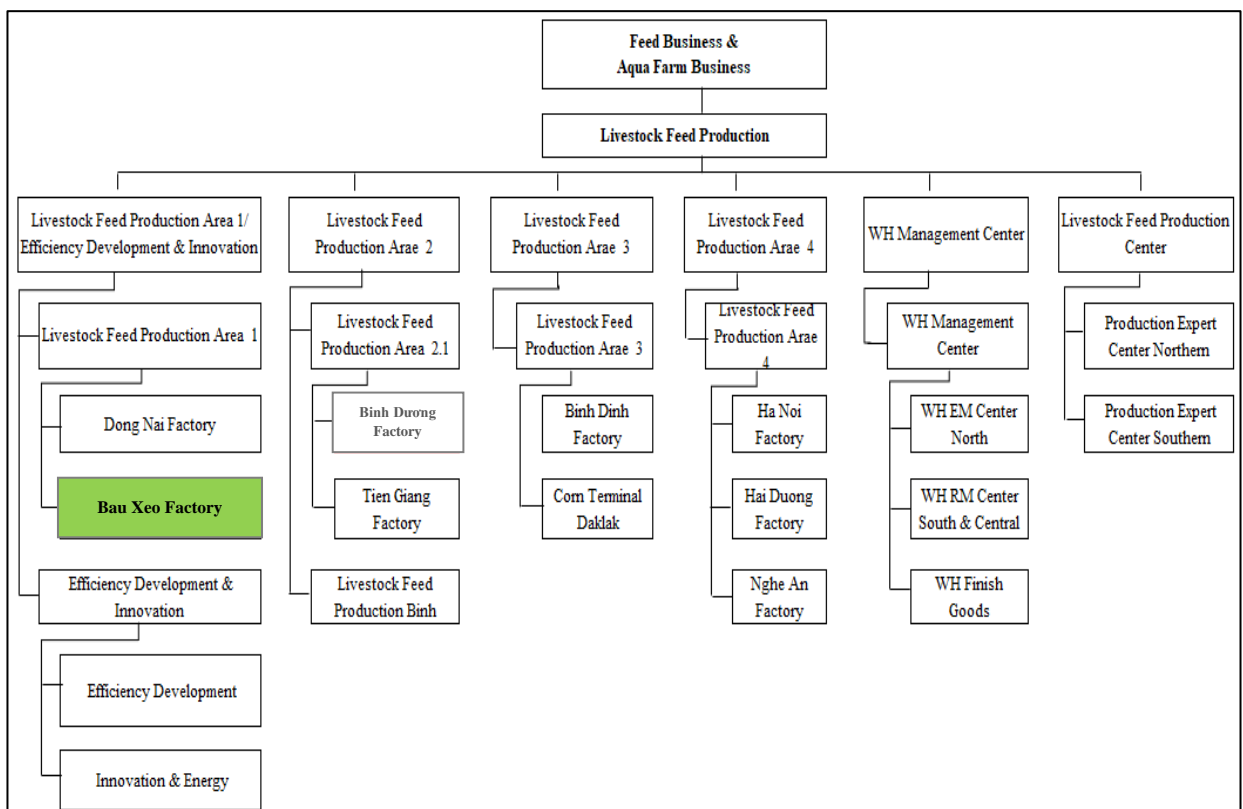 Feed Business &
Aqua Farm Business
Livestock Feed Production
Livestock Feed Production Area 1/
Efficiency Development & Innovation
Livestock Feed
Production Arae 2
Livestock Feed
Production Arae 3
Livestock Feed
Production Arae 4
WH Management Center
Livestock Feed Production
Center
Livestock Feed Production Area 1
Livestock Feed
Production Area 2.1
Livestock Feed
Production Arae 3
Livestock Feed
Production Arae
4
WH Management
Center
Production Expert
Center Northern
Dong Nai Factory
Binh Dương
Factory
Binh Dinh
Factory
Ha Noi
Factory
WH EM Center
North
Production Expert
Center Southern
Bau Xeo Factory
Tien Giang
Factory
Corn Terminal
Daklak
Hai Duong
Factory
WH RM Center
South & Central
Efficiency Development &
Innovation
Livestock Feed
Production Binh
Nghe An
Factory
WH Finish
Goods
Efficiency Development
Innovation & Energy